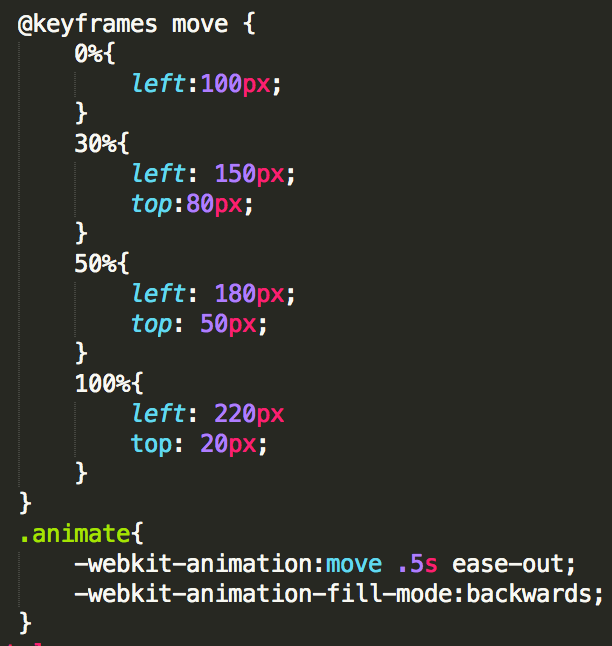 @keyframes move {
0%{
left:100px;
}
30%{
left: 150px;
top:80px;
}
50%{
left: 180px;
top: 50px;
}
100%{
left: 220px
top: 20px;
}
}
.animate{
-webkit-animation:move .5s ease-out;
-webkit-animation-fill-mode:backwards;
}